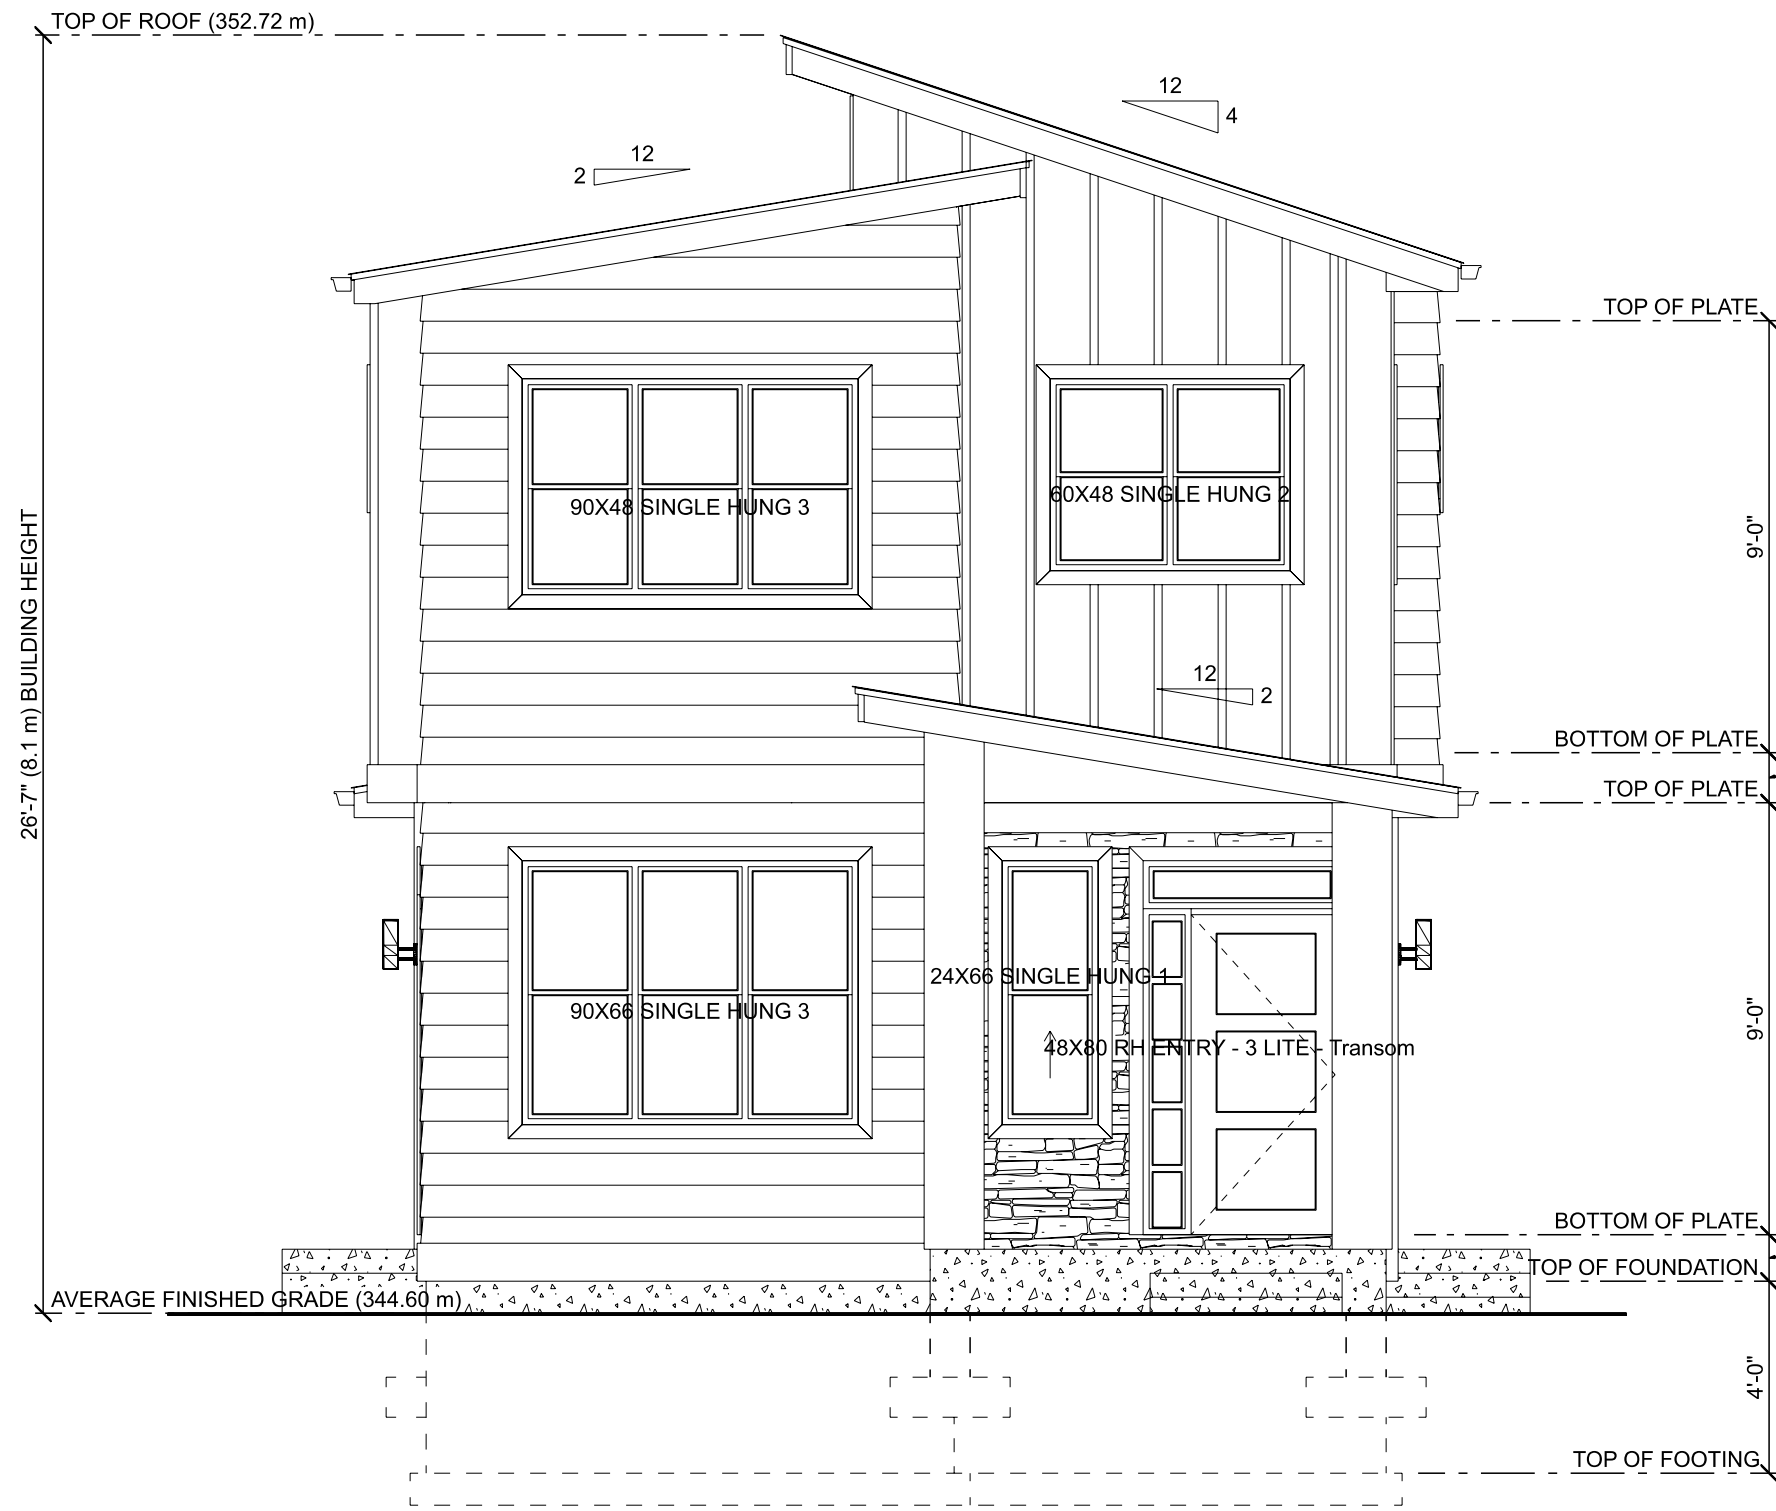 TOP OF ROOF (352.72 m)
12
4
12
2
TOP OF PLATE
90X48 SINGLE HUNG 3
60X48 SINGLE HUNG 2
9'-0"
26'-7" (8.1 m) BUILDING HEIGHT
12
2
BOTTOM OF PLATE
TOP OF PLATE
24X66 SINGLE HUNG 1
90X66 SINGLE HUNG 3
48X80 RH ENTRY - 3 LITE - Transom
9'-0"
BOTTOM OF PLATE
TOP OF FOUNDATION
AVERAGE FINISHED GRADE (344.60 m)
4'-0"
TOP OF FOOTING